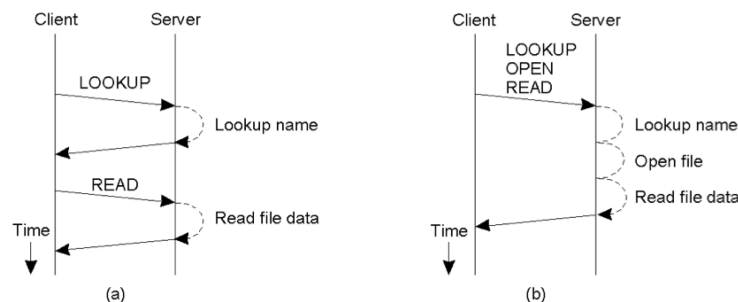 Client
Server
LOOKUP
Lookup name
READ
Read file data
Time
(a)
Client
Server
LOOKUP
OPEN
READ
Lookup name
Open file
Read file data
Time
(b)